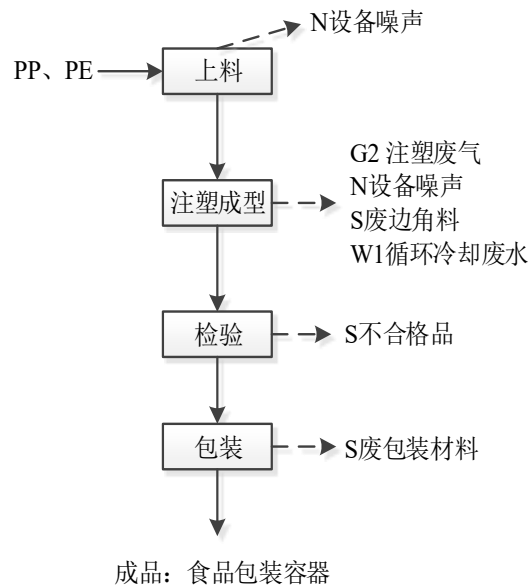 N设备噪声
PP、PE
上料
G2 注塑废气
N设备噪声
注塑成型
S废边角料
W1循环冷却废水
检验
S不合格品
包装
S废包装材料
成品：食品包装容器